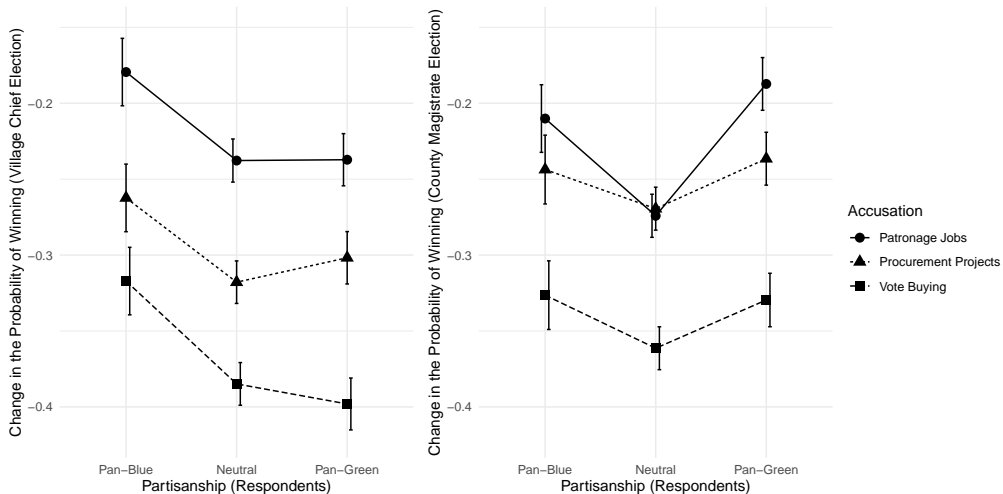 Change in the Probability of Winning (Village Chief Election)
−0.2
−0.3
−0.4
Pan−Blue
Neutral
Pan−Green
Partisanship (Respondents)
Change in the Probability of Winning (County Magistrate Election)
−0.2
−0.3
−0.4
Pan−Blue
Neutral
Pan−Green
Partisanship (Respondents)
Accusation
Patronage Jobs
Procurement Projects
Vote Buying